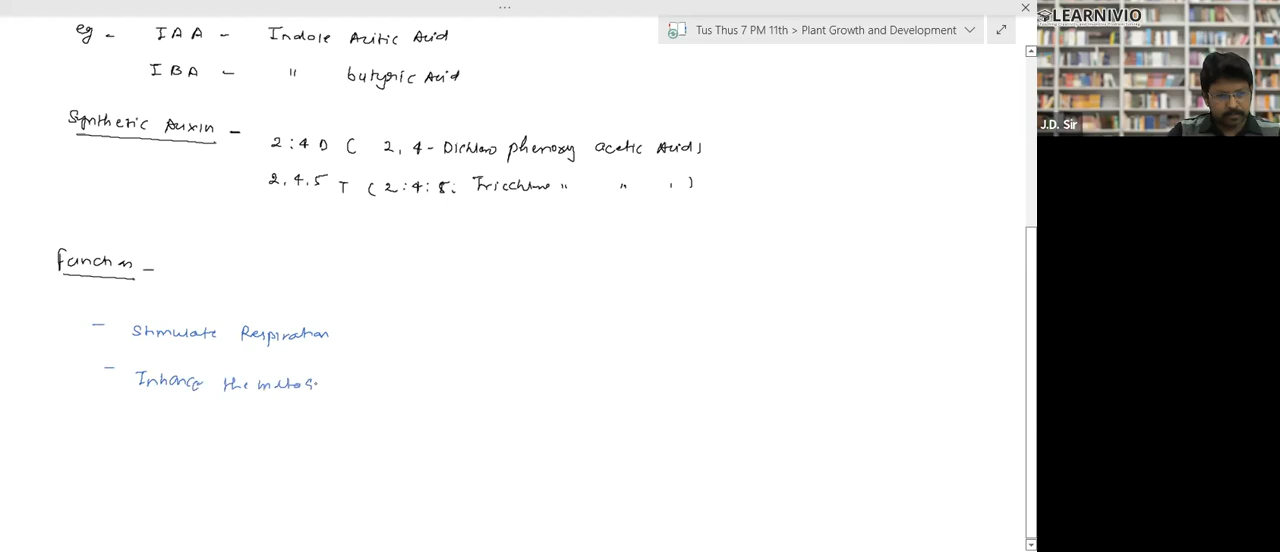 eg - IAA - Indole Acitic Acid
IBA - " butyric Acid
Synthetic Auxin -
2:4 D ( 2, 4 - Dichloro phenoxy acetic Acid)
2,4,5 T ( 2:4:5: " " " )
Function -
- Stimulate Respiration
- Inhance the
Tus Thus 7 PM 11th > Plant Growth and Development
LEARNIVIO
J.D. Sir